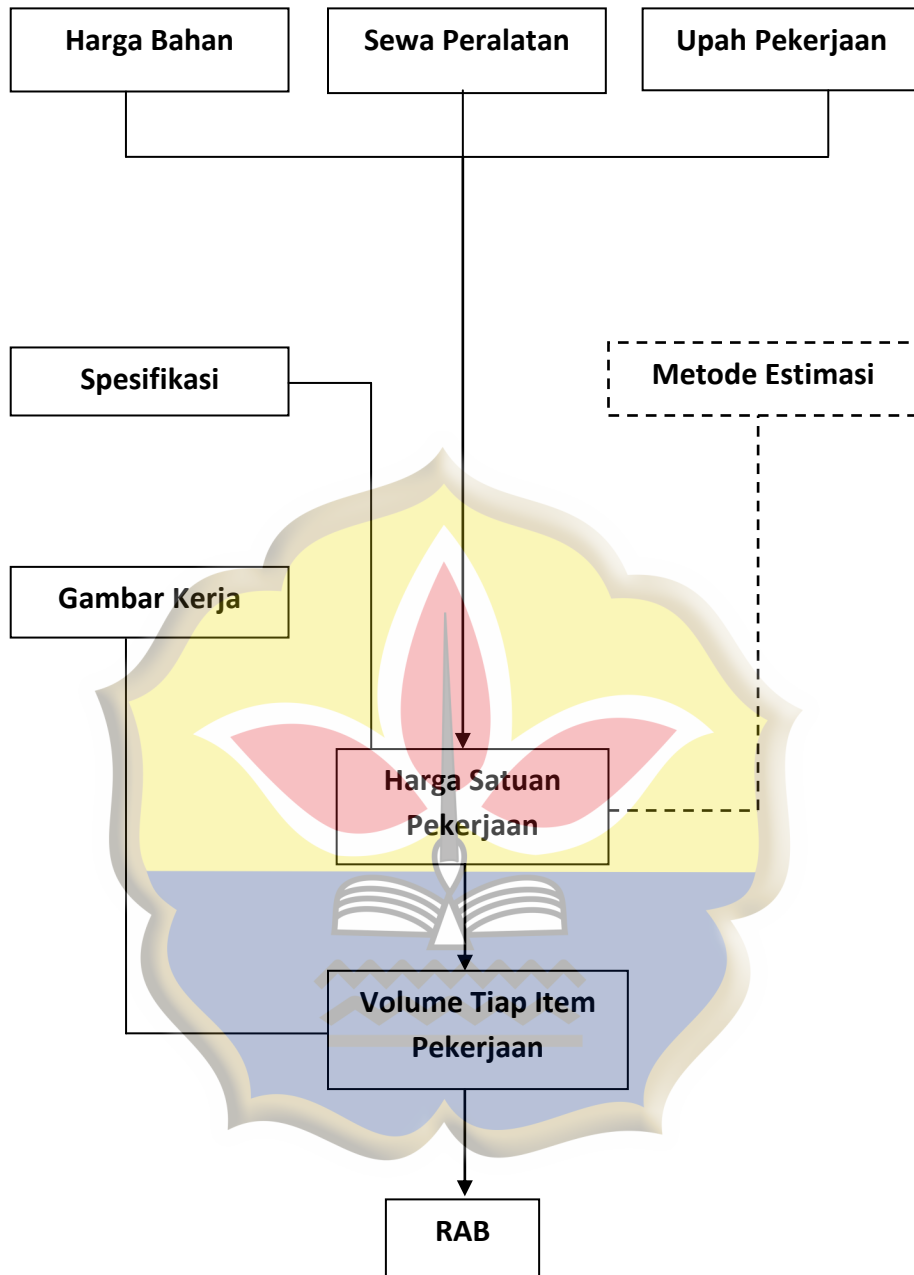 Harga Bahan
Sewa Peralatan
Upah Pekerjaan
Spesifikasi
Metode Estimasi
Gambar Kerja
Harga Satuan
Pekerjaan
Volume Tiap Item
Pekerjaan
RAB